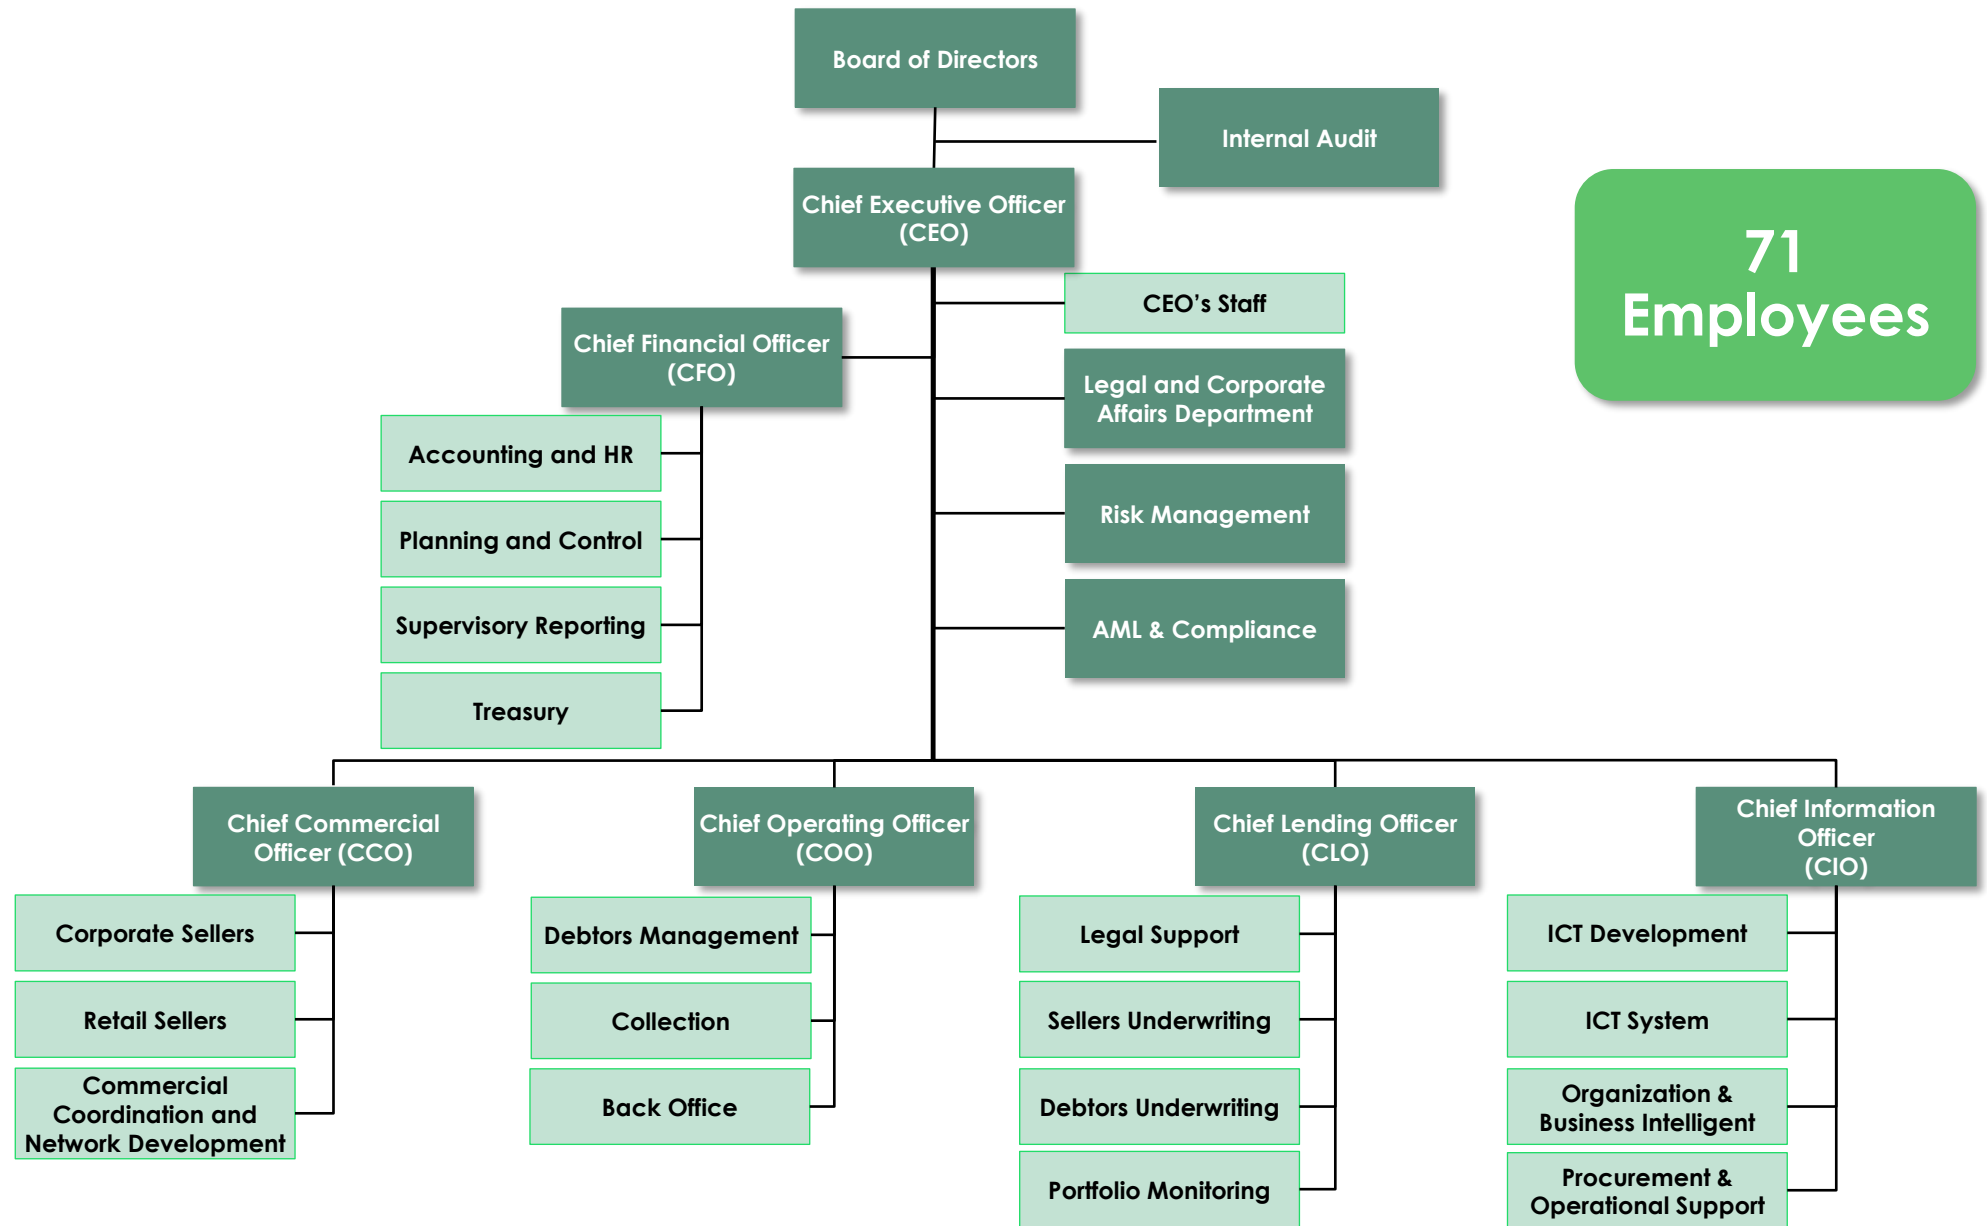 Board of Directors
Internal Audit
Chief Executive Officer
(CEO)
71
Employees
CEO’s Staff
Chief Financial Officer
(CFO)
Legal and Corporate
Affairs Department
Accounting and HR
Risk Management
Planning and Control
Supervisory Reporting
AML & Compliance
Treasury
Chief Commercial
Officer (CCO)
Corporate Sellers
Retail Sellers
Commercial
Coordination and
Network Development
Chief Operating Officer
(COO)
Debtors Management
Collection
Back Office
Chief Lending Officer
(CLO)
Legal Support
Sellers Underwriting
Debtors Underwriting
Portfolio Monitoring
Chief Information
Officer
(CIO)
ICT Development
ICT System
Organization &
Business Intelligent
Procurement &
Operational Support